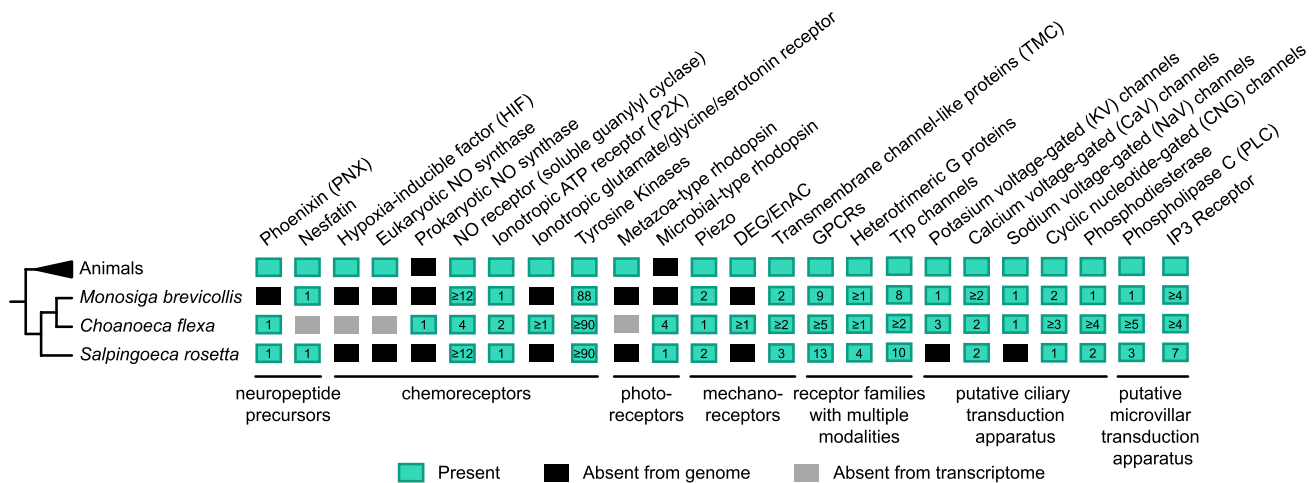 Phoenixin (PNX)
Nesfatin
Hypoxia-inducible factor (HIF)
Eukaryotic NO synthase
Prokaryotic NO synthase
NO receptor (soluble guanylyl cyclase)
Ionotropic ATP receptor (P2X)
Ionotropic glutamate/glycine/serotonin receptor
Tyrosine Kinases
Metazoa-type rhodopsin
Microbial-type rhodopsin
Piezo
DEG/EnAC
Transmembrane channel-like proteins (TMC)
GPCRs
Heterotrimeric G proteins
Trp channels
Potasium voltage-gated (KV) channels
Calcium voltage-gated (CaV) channels
Sodium voltage-gated (NaV) channels
Cyclic nucleotide-gated (CNG) channels
Phosphodiesterase
Phospholipase C (PLC)
IP3 Receptor
Animals
Monosiga brevicollis 1 ≥12 1 88 2 2 9 ≥1 8 1 ≥2 1 2 1 1 ≥4
Choanoeca flexa 1 1 4 2 ≥1 ≥90 4 1 ≥1 ≥2 ≥5 ≥1 ≥2 3 2 1 ≥3 ≥4 ≥5 ≥4
Salpingoeca rosetta 1 1 ≥12 1 ≥90 1 2 3 13 4 10 2 1 2 3 7
neuropeptide
precursors
chemoreceptors
photo-
receptors
mechano-
receptors
receptor families
with multiple
modalities
putative ciliary
transduction
apparatus
putative
microvillar
transduction
apparatus
Present
Absent from genome
Absent from transcriptome